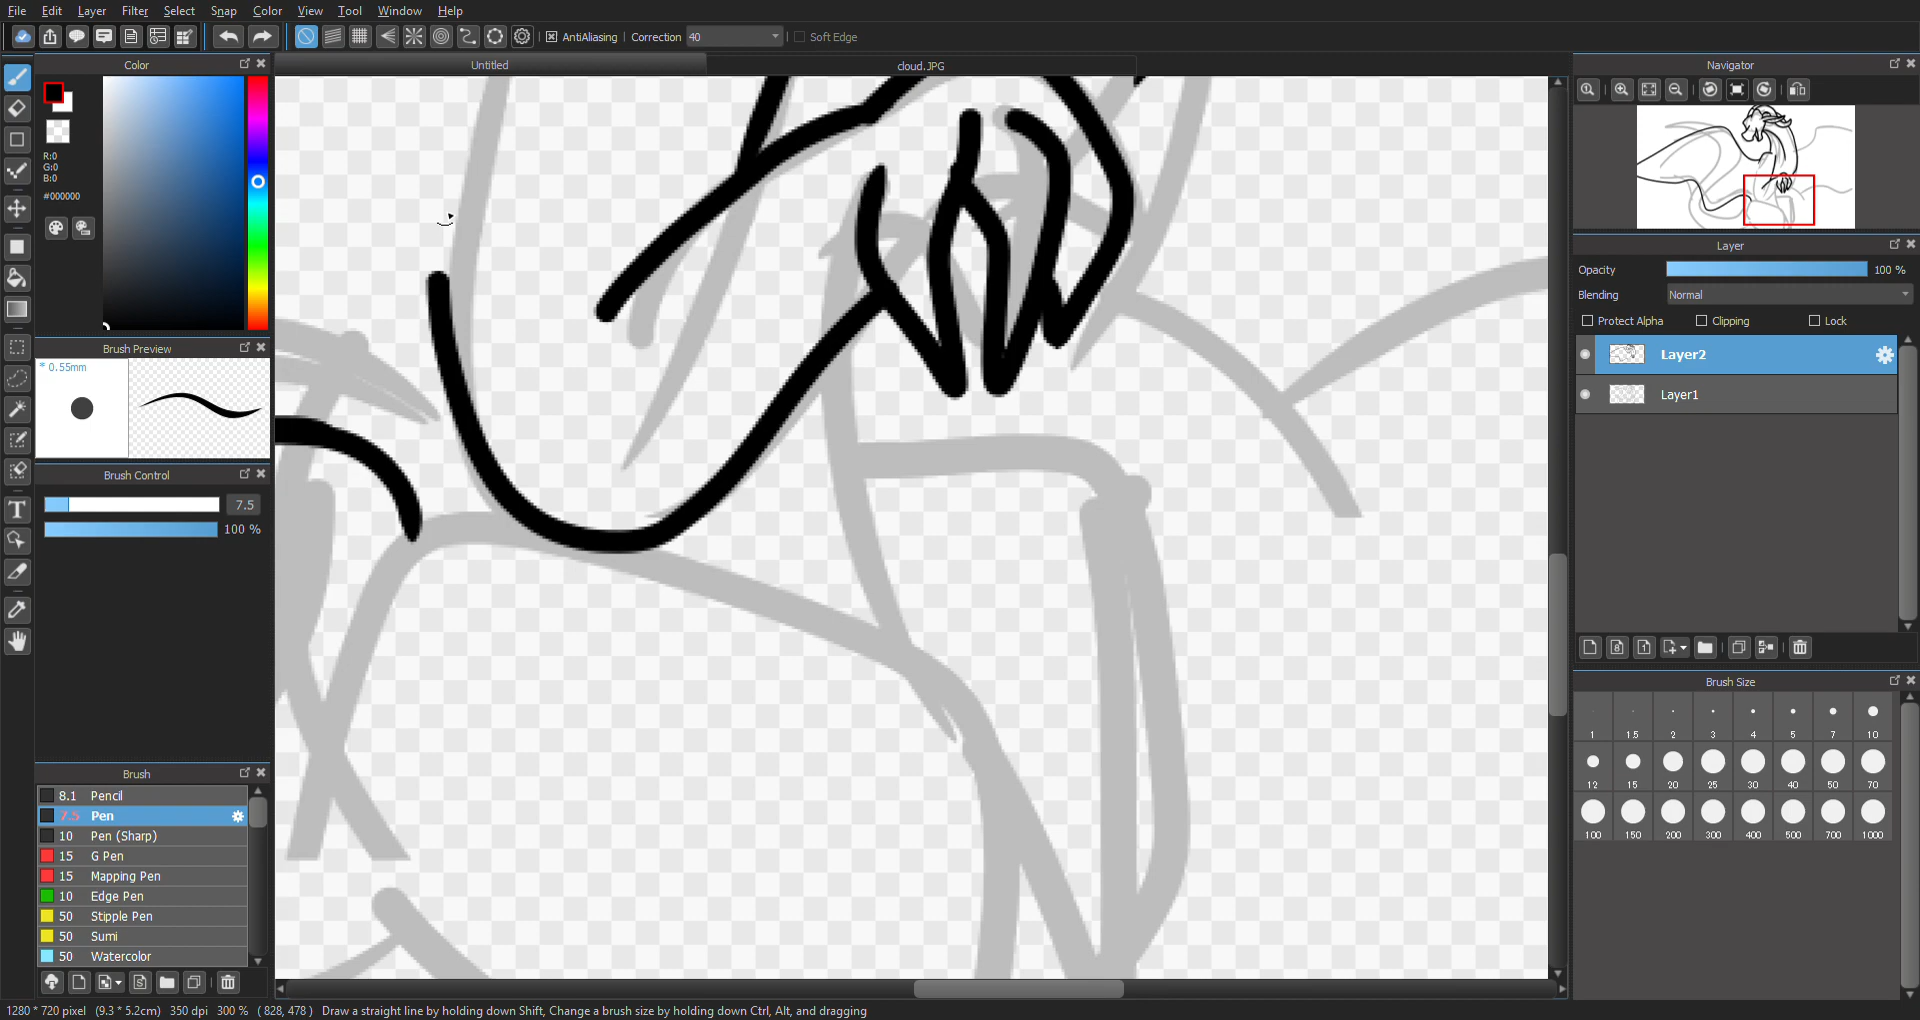 File Edit Layer Filter Select Snap Color View Tool Window Help
AntiAliasing Correction 40 Soft Edge
Color
Untitled
cloud.JPG
Navigator
R:0
G:0
B:0
#000000
Brush Preview
* 0.55mm
Brush Control
7.5
100 %
Brush
8.1 Pencil
7.5 Pen
10 Pen (Sharp)
15 G Pen
15 Mapping Pen
10 Edge Pen
50 Stipple Pen
50 Sumi
50 Watercolor
Layer
Opacity 100 %
Blending Normal
Protect Alpha Clipping Lock
Layer2
Layer1
Brush Size
1 1.5 2 3 4 5 7 10
12 15 20 25 30 40 50 70
100 150 200 300 400 500 700 1000
1280 * 720 pixel (9.3 * 5.2cm) 350 dpi 300 % ( 828, 478 ) Draw a straight line by holding down Shift, Change a brush size by holding down Ctrl, Alt, and dragging